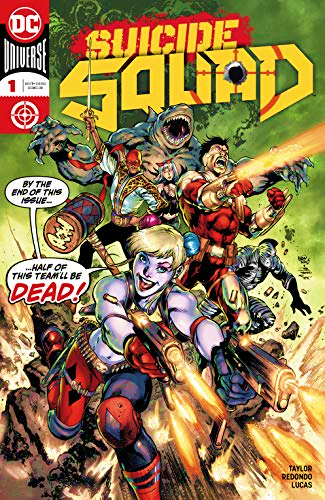 DC
UNIVERSE
1
SUICIDE
SQUAD
BY THE
END OF THIS
ISSUE...
...HALF OF
THIS TEAM'LL BE
DEAD!
TAYLOR
REDONDO
LUCAS